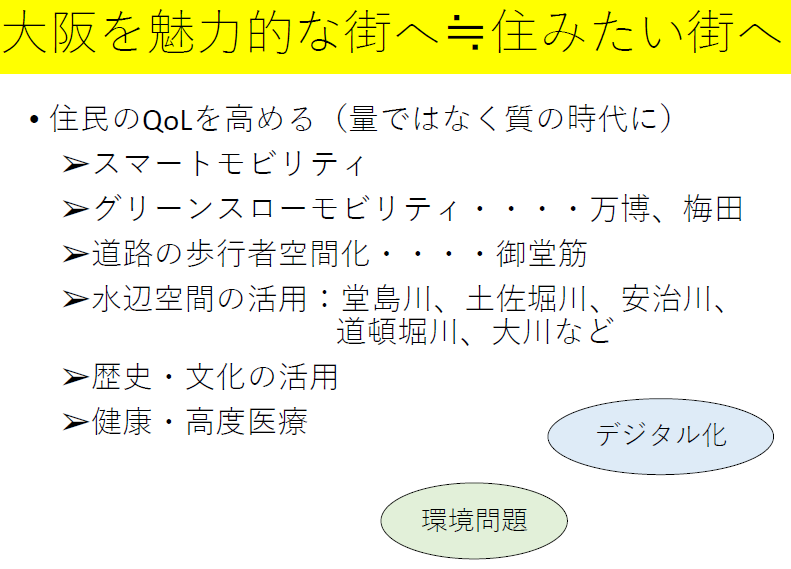 大阪を魅力的な街へ≒住みたい街へ
• 住民のQoLを高める（量ではなく質の時代に）
➢スマートモビリティ
➢グリーンスローモビリティ・・・・万博、梅田
➢道路の歩行者空間化・・・・御堂筋
➢水辺空間の活用：堂島川、土佐堀川、安治川、
道頓堀川、大川など
➢歴史・文化の活用
➢健康・高度医療
デジタル化
環境問題